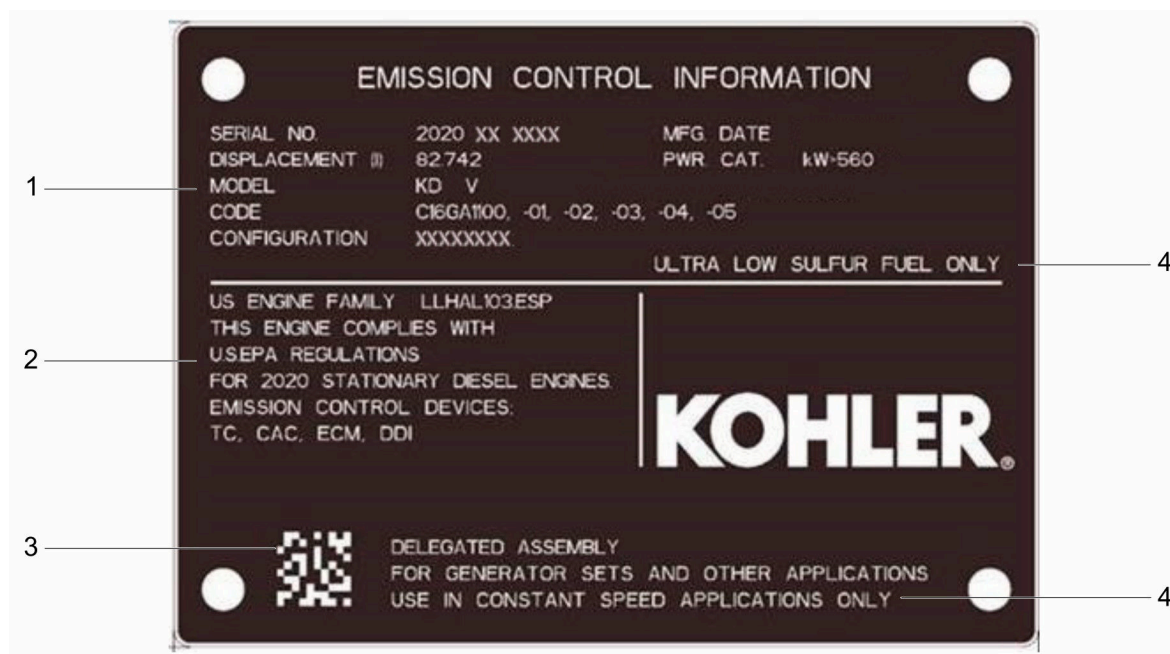 EMISSION CONTROL INFORMATION
SERIAL NO. 2020 XX XXXX MFG. DATE
DISPLACEMENT (l) 82.742 PWR. CAT. kW>560
1
MODEL KD V
CODE C16GA1100, -01, -02, -03, -04, -05
CONFIGURATION XXXXXXXX
ULTRA LOW SULFUR FUEL ONLY
4
US ENGINE FAMILY LLHAL103.ESP
THIS ENGINE COMPLIES WITH
2
U.S.EPA REGULATIONS
FOR 2020 STATIONARY DIESEL ENGINES.
EMISSION CONTROL DEVICES:
TC, CAC, ECM, DDI
KOHLER®
3
DELEGATED ASSEMBLY
FOR GENERATOR SETS AND OTHER APPLICATIONS
USE IN CONSTANT SPEED APPLICATIONS ONLY
4